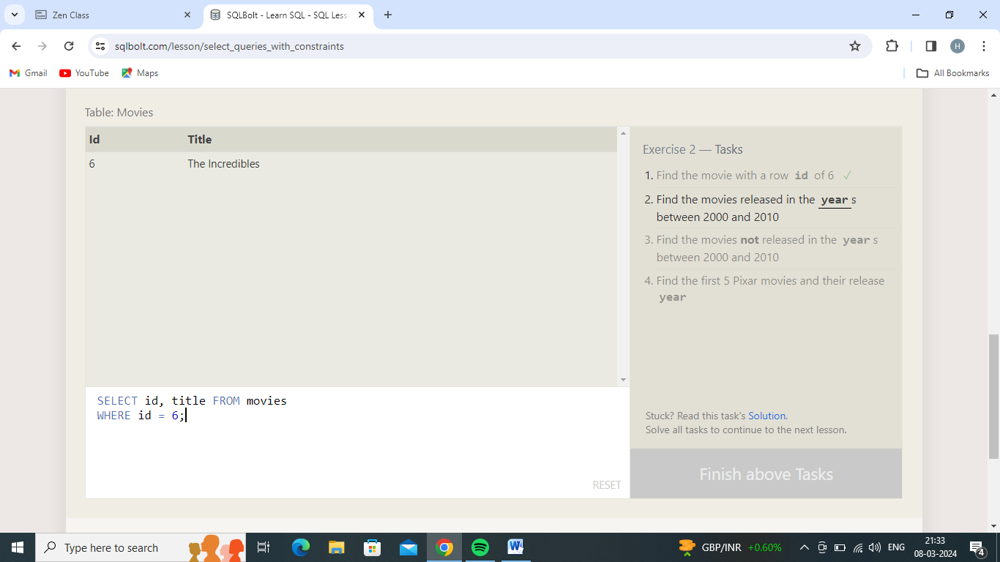 Zen Class
SQLBolt - Learn SQL - SQL Less
sqlbolt.com/lesson/select_queries_with_constraints
H
Gmail YouTube Maps
All Bookmarks
Table: Movies
Id Title
6 The Incredibles
Exercise 2 — Tasks
1. Find the movie with a row id of 6 ✓
2. Find the movies released in the year s
between 2000 and 2010
3. Find the movies not released in the year s
between 2000 and 2010
4. Find the first 5 Pixar movies and their release
year
SELECT id, title FROM movies
WHERE id = 6;
RESET
Stuck? Read this task's Solution.
Solve all tasks to continue to the next lesson.
Finish above Tasks
Type here to search
GBP/INR +0.60%
ENG
21:33
08-03-2024
4